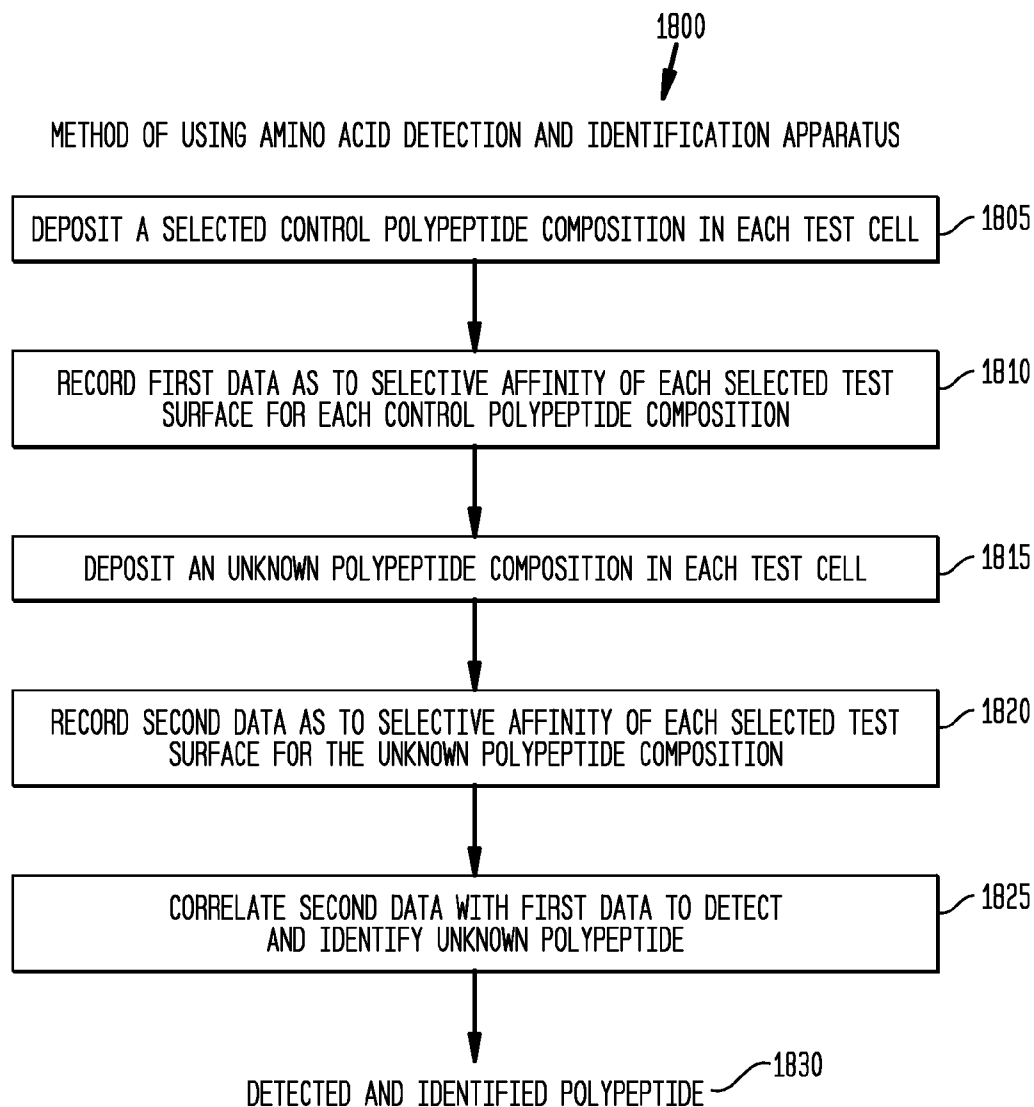 1800
METHOD OF USING AMINO ACID DETECTION AND IDENTIFICATION APPARATUS
DEPOSIT A SELECTED CONTROL POLYPEPTIDE COMPOSITION IN EACH TEST CELL
1805
RECORD FIRST DATA AS TO SELECTIVE AFFINITY OF EACH SELECTED TEST
SURFACE FOR EACH CONTROL POLYPEPTIDE COMPOSITION
1810
DEPOSIT AN UNKNOWN POLYPEPTIDE COMPOSITION IN EACH TEST CELL
1815
RECORD SECOND DATA AS TO SELECTIVE AFFINITY OF EACH SELECTED TEST
SURFACE FOR THE UNKNOWN POLYPEPTIDE COMPOSITION
1820
CORRELATE SECOND DATA WITH FIRST DATA TO DETECT
AND IDENTIFY UNKNOWN POLYPEPTIDE
1825
DETECTED AND IDENTIFIED POLYPEPTIDE
1830